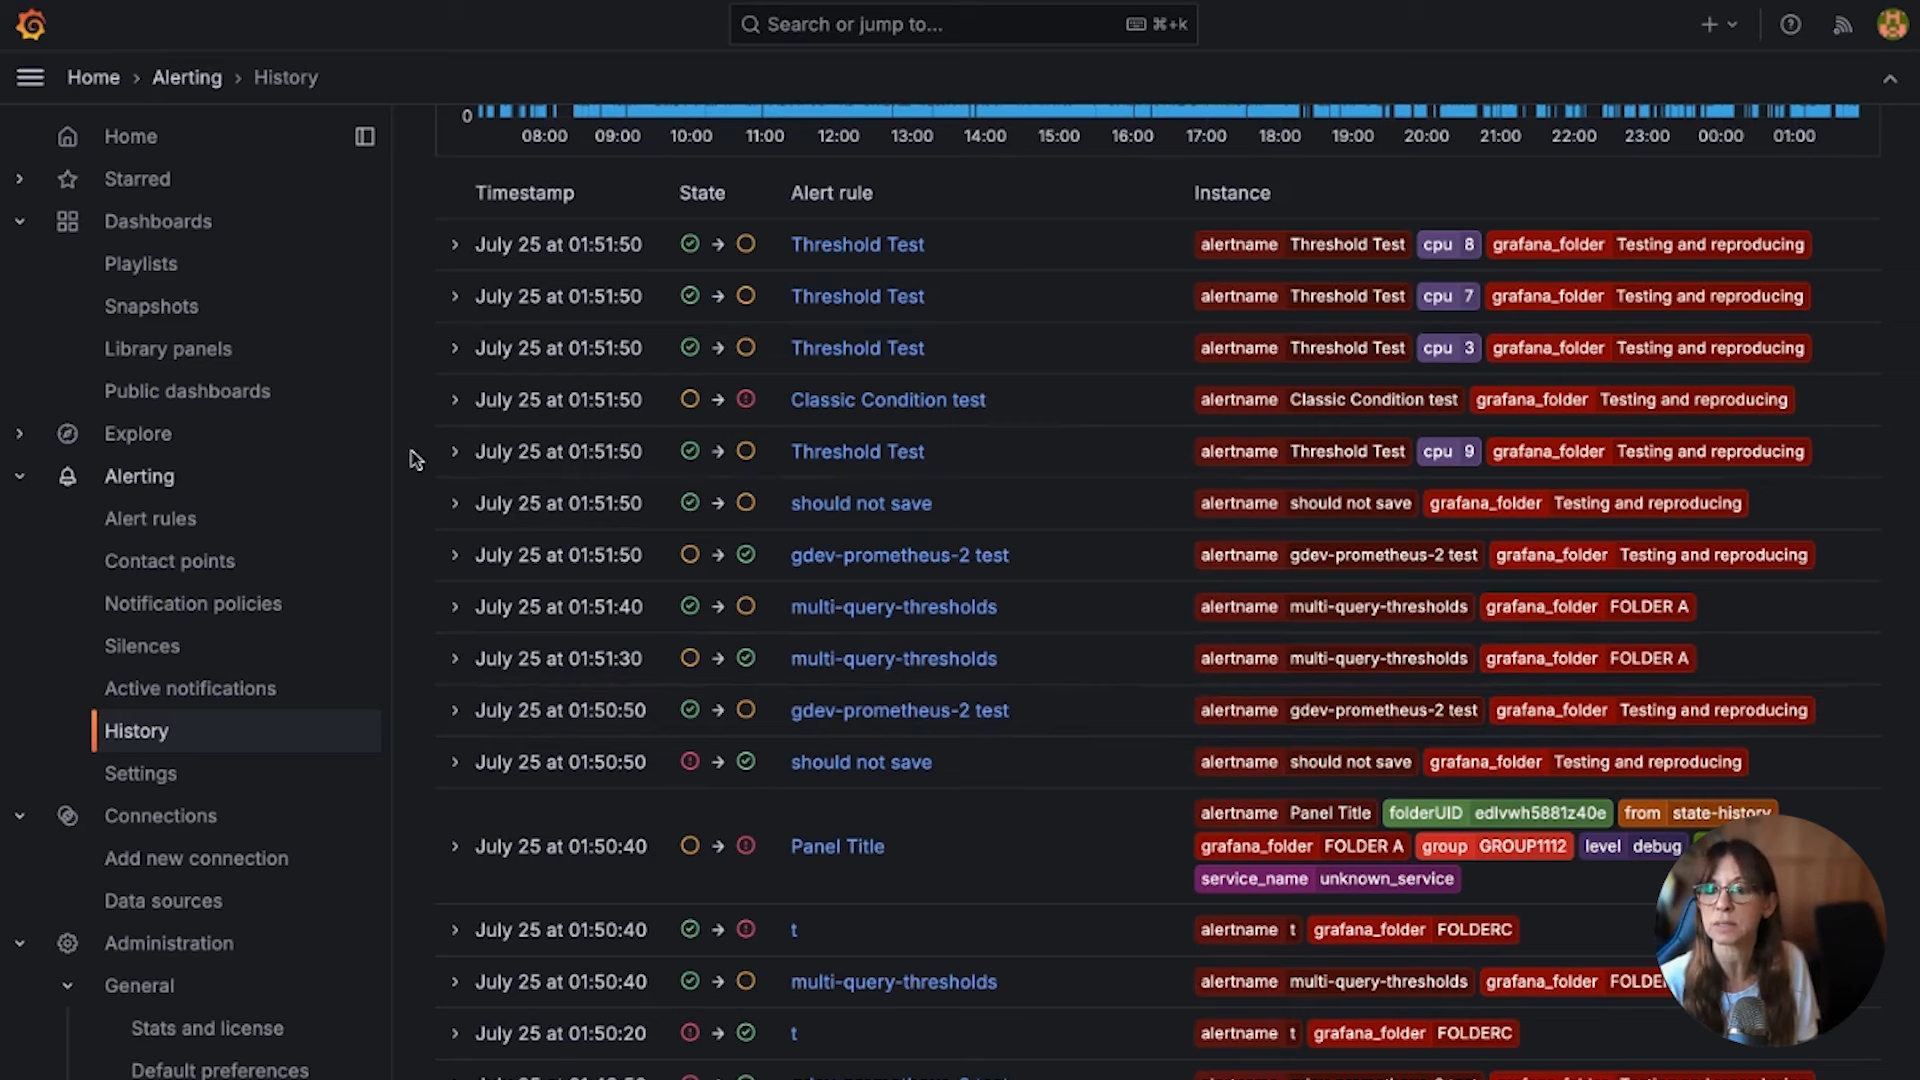 Search or jump to... ⌘+k
Home › Alerting › History
Home
Starred
Dashboards
Playlists
Snapshots
Library panels
Public dashboards
Explore
Alerting
Alert rules
Contact points
Notification policies
Silences
Active notifications
History
Settings
Connections
Add new connection
Data sources
Administration
General
Stats and license
Default preferences
0
08:00 09:00 10:00 11:00 12:00 13:00 14:00 15:00 16:00 17:00 18:00 19:00 20:00 21:00 22:00 23:00 00:00 01:00
Timestamp State Alert rule Instance
July 25 at 01:51:50 Threshold Test alertname Threshold Test cpu 8 grafana_folder Testing and reproducing
July 25 at 01:51:50 Threshold Test alertname Threshold Test cpu 7 grafana_folder Testing and reproducing
July 25 at 01:51:50 Threshold Test alertname Threshold Test cpu 3 grafana_folder Testing and reproducing
July 25 at 01:51:50 Classic Condition test alertname Classic Condition test grafana_folder Testing and reproducing
July 25 at 01:51:50 Threshold Test alertname Threshold Test cpu 9 grafana_folder Testing and reproducing
July 25 at 01:51:50 should not save alertname should not save grafana_folder Testing and reproducing
July 25 at 01:51:50 gdev-prometheus-2 test alertname gdev-prometheus-2 test grafana_folder Testing and reproducing
July 25 at 01:51:40 multi-query-thresholds alertname multi-query-thresholds grafana_folder FOLDER A
July 25 at 01:51:30 multi-query-thresholds alertname multi-query-thresholds grafana_folder FOLDER A
July 25 at 01:50:50 gdev-prometheus-2 test alertname gdev-prometheus-2 test grafana_folder Testing and reproducing
July 25 at 01:50:50 should not save alertname should not save grafana_folder Testing and reproducing
alertname Panel Title folderUID edlvwh5881z40e from state-history
July 25 at 01:50:40 Panel Title grafana_folder FOLDER A group GROUP1112 level debug
service_name unknown_service
July 25 at 01:50:40 t alertname t grafana_folder FOLDERC
July 25 at 01:50:40 multi-query-thresholds alertname multi-query-thresholds grafana_folder
July 25 at 01:50:20 t alertname t grafana_folder FOLDERC